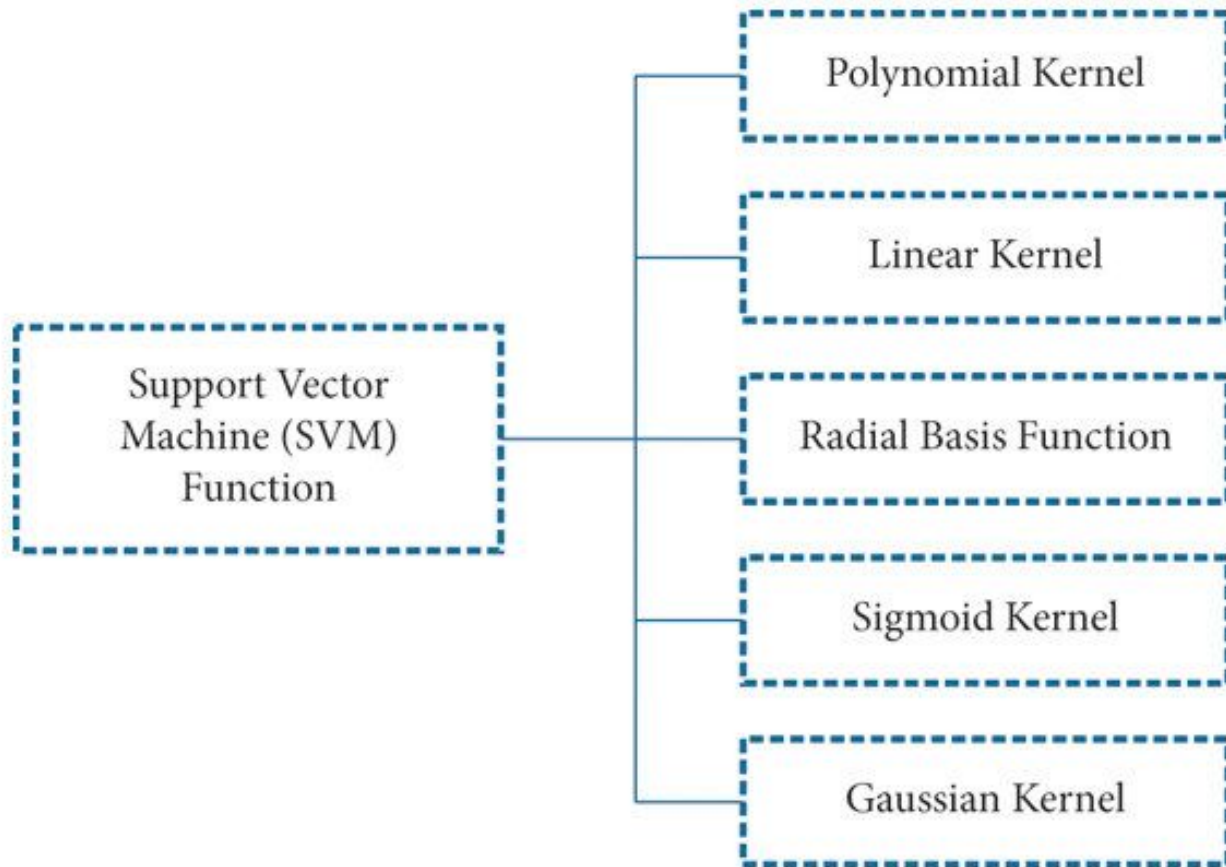 Support Vector
Machine (SVM)
Function
Polynomial Kernel
Linear Kernel
Radial Basis Function
Sigmoid Kernel
Gaussian Kernel